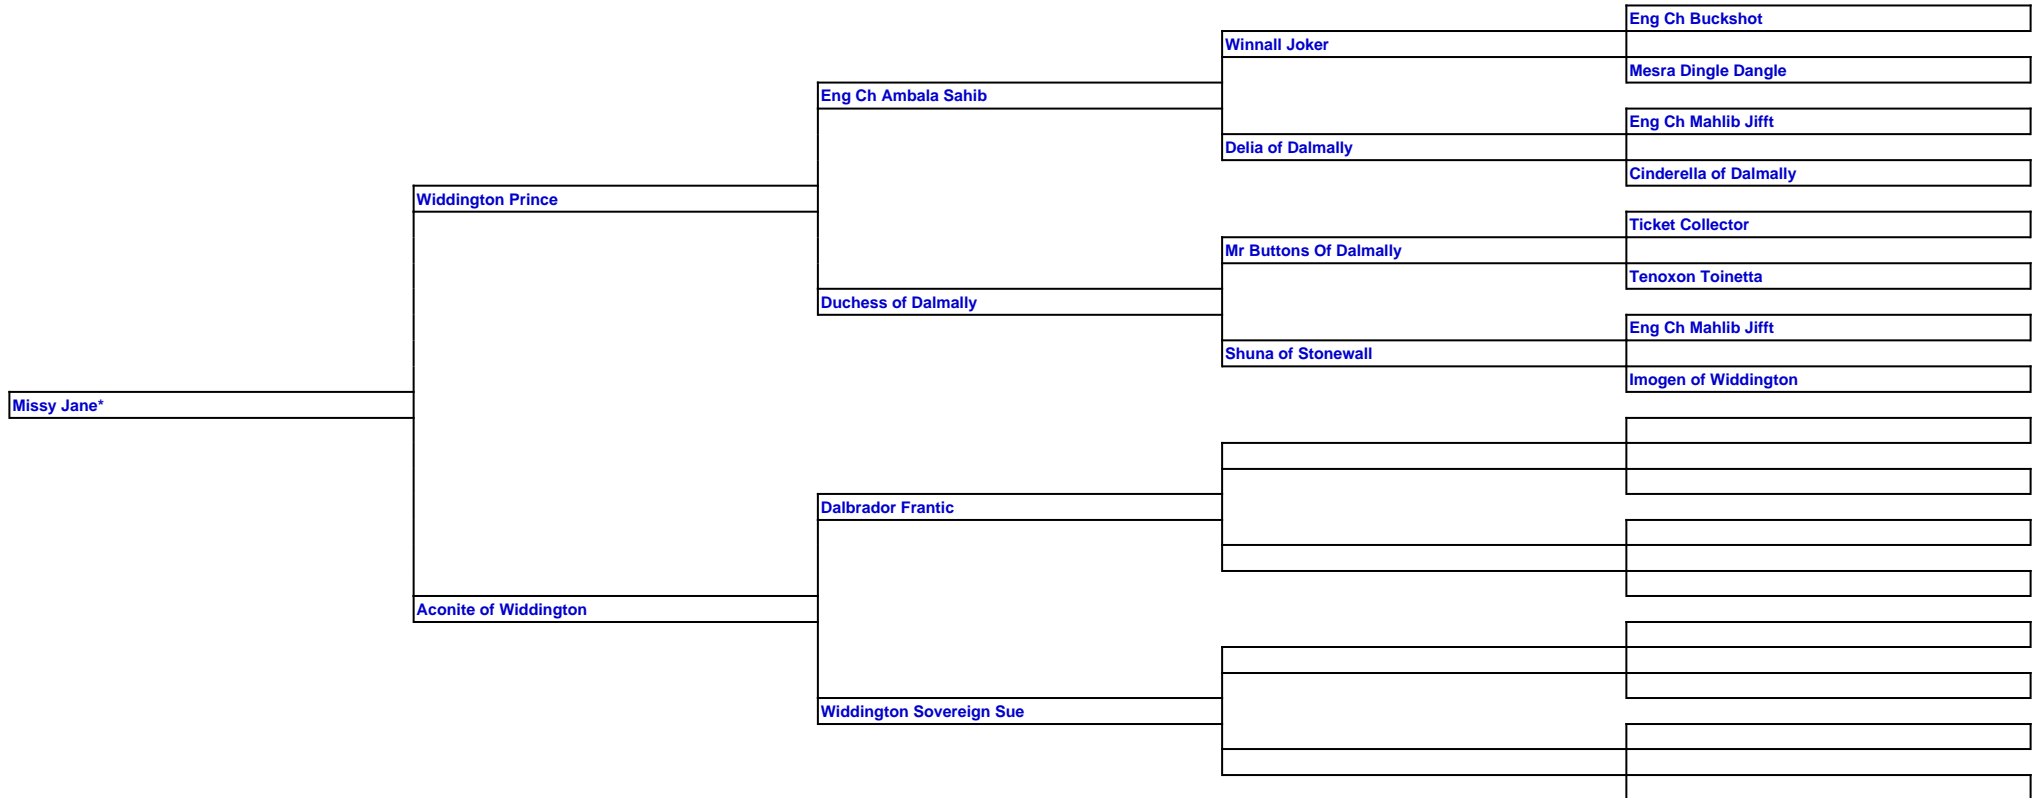 Eng Ch Buckshot
Winnall Joker
Mesra Dingle Dangle
Eng Ch Ambala Sahib
Eng Ch Mahlib Jifft
Delia of Dalmally
Cinderella of Dalmally
Widdington Prince
Ticket Collector
Mr Buttons Of Dalmally
Tenoxon Toinetta
Duchess of Dalmally
Eng Ch Mahlib Jifft
Shuna of Stonewall
Imogen of Widdington
Missy Jane*
Dalbrador Frantic
Aconite of Widdington
Widdington Sovereign Sue